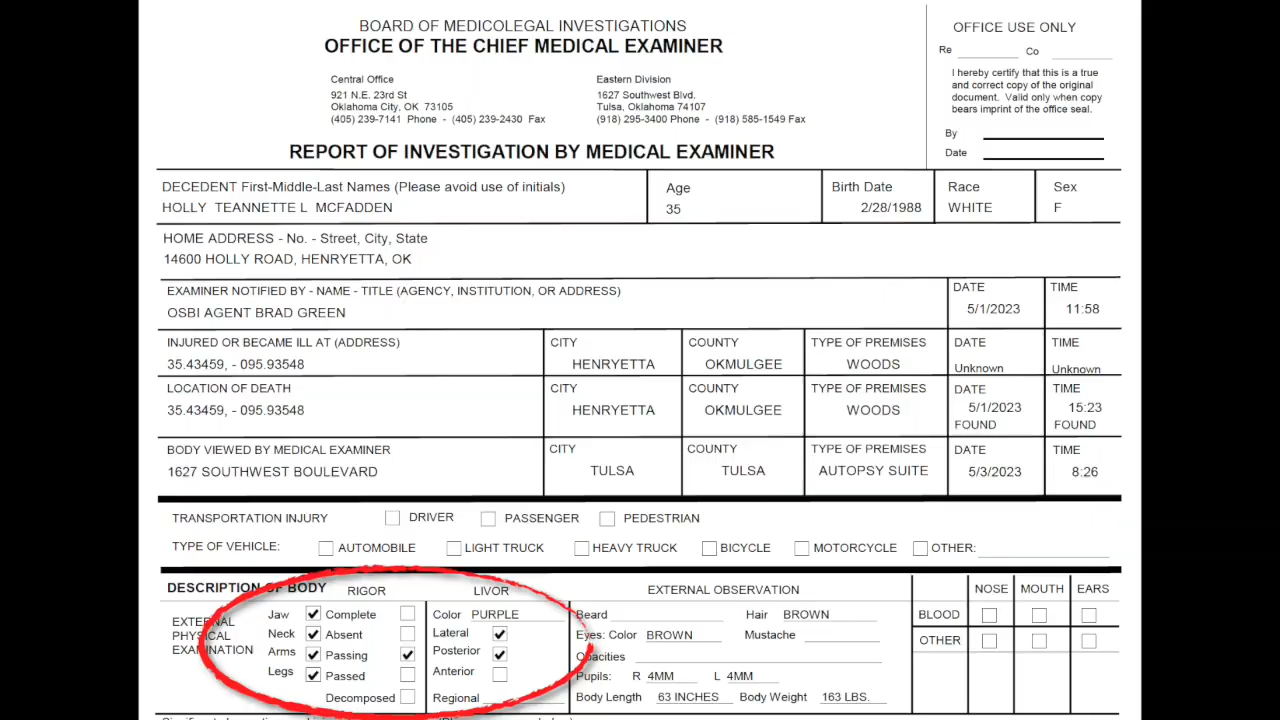 BOARD OF MEDICOLEGAL INVESTIGATIONS
OFFICE OF THE CHIEF MEDICAL EXAMINER
Central Office
921 N.E. 23rd St
Oklahoma City, OK 73105
(405) 239-7141 Phone - (405) 239-2430 Fax
Eastern Division
1627 Southwest Blvd.
Tulsa, Oklahoma 74107
(918) 295-3400 Phone - (918) 585-1549 Fax
OFFICE USE ONLY
Re Co
I hereby certify that this is a true
and correct copy of the original
document. Valid only when copy
bears imprint of the office seal.
By
Date
REPORT OF INVESTIGATION BY MEDICAL EXAMINER
DECEDENT First-Middle-Last Names (Please avoid use of initials) Age Birth Date Race Sex
HOLLY TEANNETTE L MCFADDEN 35 2/28/1988 WHITE F
HOME ADDRESS - No. - Street, City, State
14600 HOLLY ROAD, HENRYETTA, OK
EXAMINER NOTIFIED BY - NAME - TITLE (AGENCY, INSTITUTION, OR ADDRESS) DATE TIME
OSBI AGENT BRAD GREEN 5/1/2023 11:58
INJURED OR BECAME ILL AT (ADDRESS) CITY COUNTY TYPE OF PREMISES DATE TIME
35.43459, - 095.93548 HENRYETTA OKMULGEE WOODS Unknown Unknown
LOCATION OF DEATH CITY COUNTY TYPE OF PREMISES DATE TIME
35.43459, - 095.93548 HENRYETTA OKMULGEE WOODS 5/1/2023 15:23
FOUND FOUND
BODY VIEWED BY MEDICAL EXAMINER CITY COUNTY TYPE OF PREMISES DATE TIME
1627 SOUTHWEST BOULEVARD TULSA TULSA AUTOPSY SUITE 5/3/2023 8:26
TRANSPORTATION INJURY DRIVER PASSENGER PEDESTRIAN
TYPE OF VEHICLE: AUTOMOBILE LIGHT TRUCK HEAVY TRUCK BICYCLE MOTORCYCLE OTHER:
DESCRIPTION OF BODY RIGOR LIVOR EXTERNAL OBSERVATION NOSE MOUTH EARS
EXTERNAL
PHYSICAL
EXAMINATION
Jaw Complete Color PURPLE Beard Hair BROWN BLOOD
Neck Absent Lateral Eyes: Color BROWN Mustache OTHER
Arms Passing Posterior Opacities
Legs Passed Anterior Pupils: R 4MM L 4MM
Decomposed Regional Body Length 63 INCHES Body Weight 163 LBS.